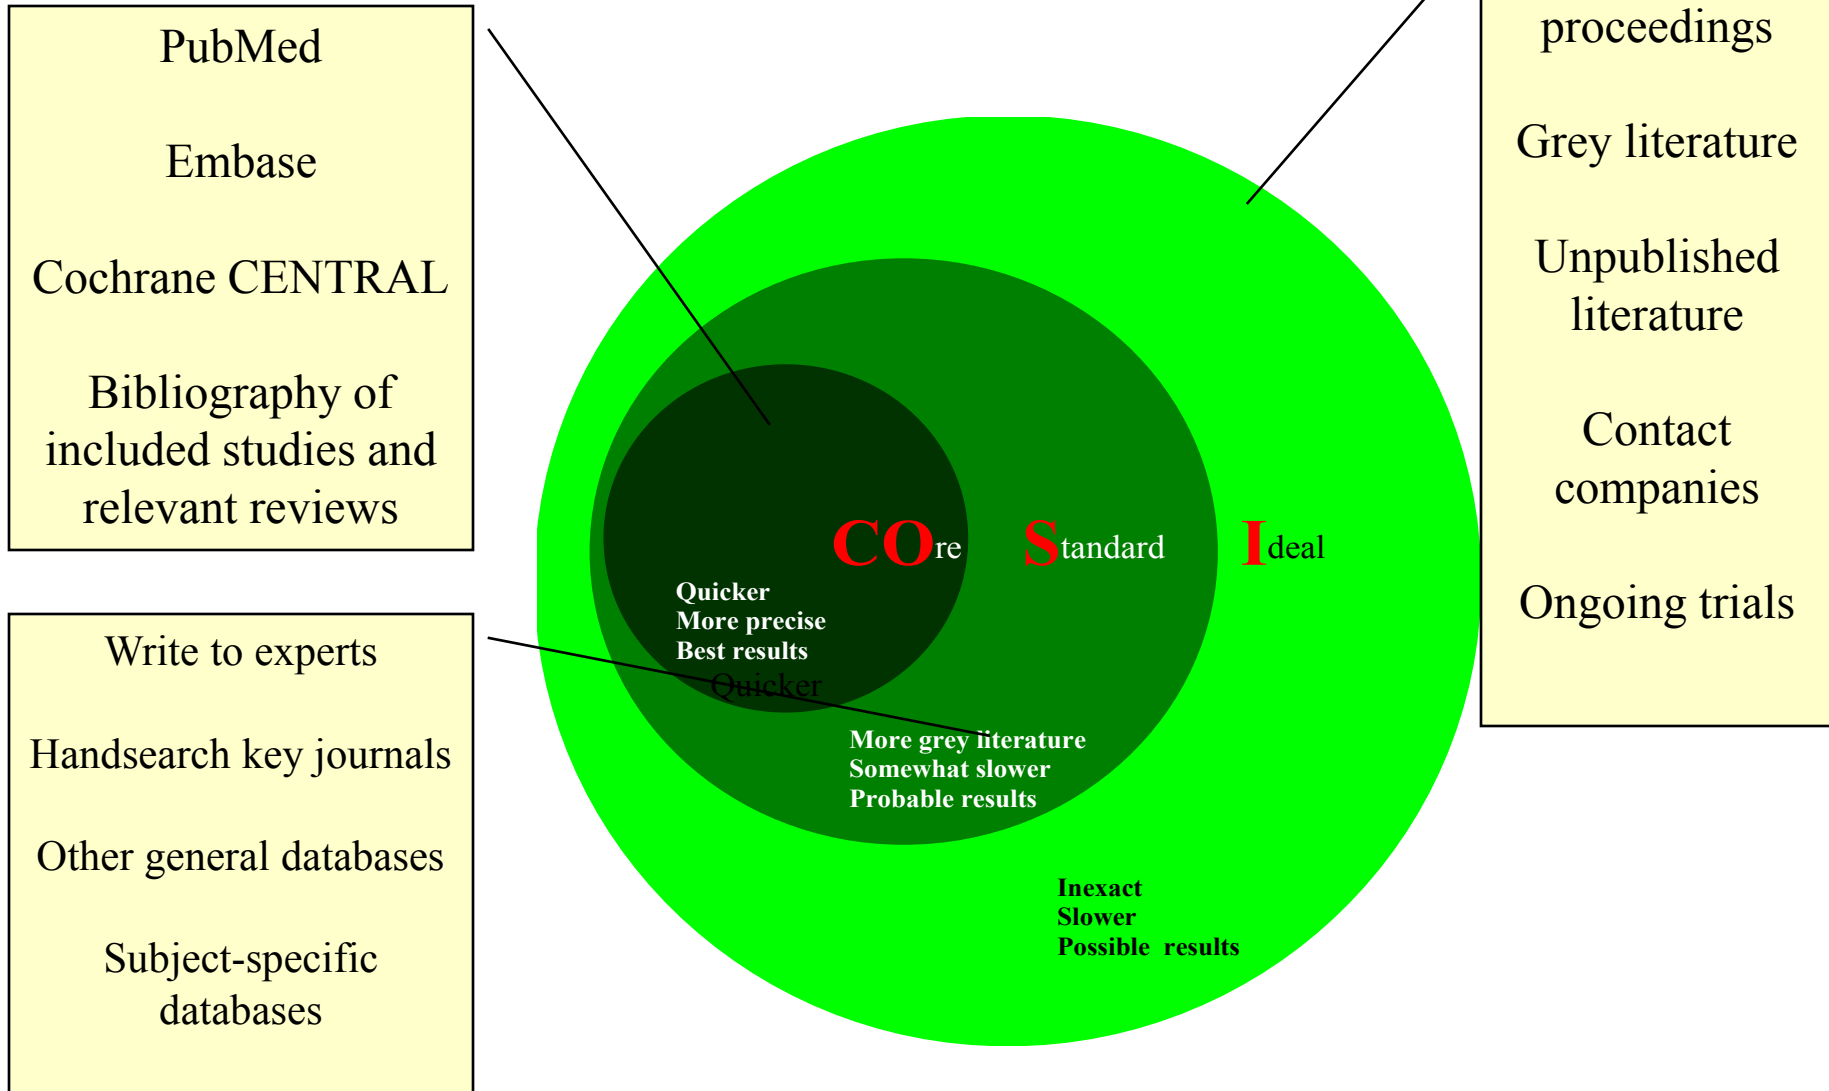 PubMed
Embase
Cochrane CENTRAL
Bibliography of
included studies and
relevant reviews
Write to experts
Handsearch key journals
Other general databases
Subject-specific
databases
COre
Standard
Ideal
Quicker
More precise
Best results
Quicker
More grey literature
Somewhat slower
Probable results
Inexact
Slower
Possible  results
proceedings
Grey literature
Unpublished
literature
Contact
companies
Ongoing trials